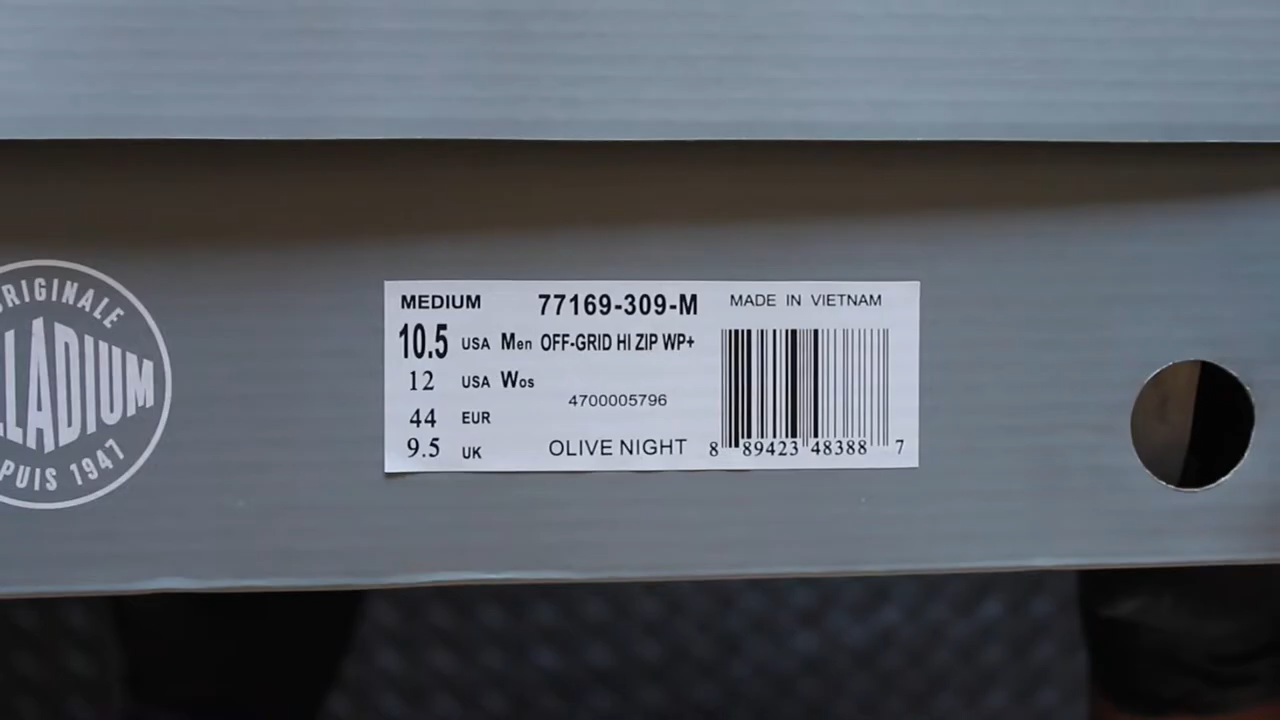 RIGINALE
LLADIUM
PUIS 1947
MEDIUM 77169-309-M MADE IN VIETNAM
10.5 USA Men OFF-GRID HI ZIP WP+
12 USA Wos
4700005796
44 EUR
9.5 UK OLIVE NIGHT 8 89423 48388 7